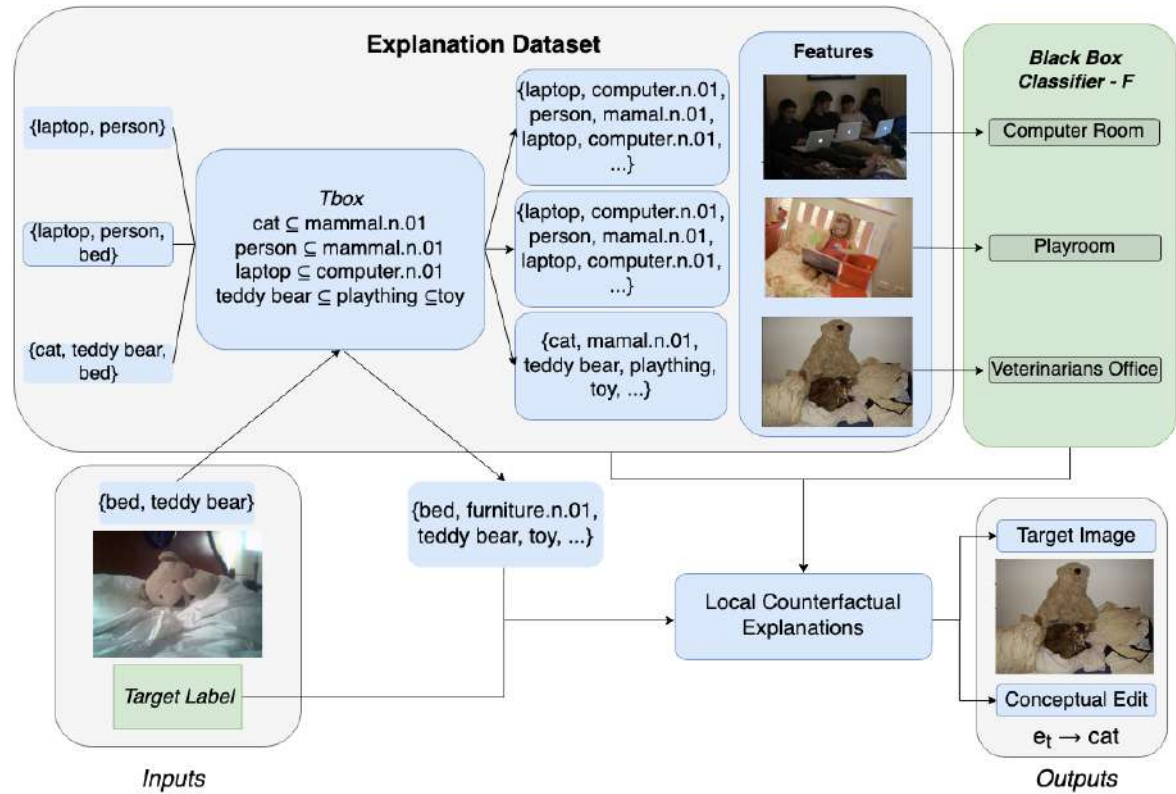 Explanation Dataset
Features
Black Box
Classifier - F
{laptop, person}
{laptop, person,
bed}
{cat, teddy bear,
bed}
Tbox
cat ⊆ mammal.n.01
person ⊆ mammal.n.01
laptop ⊆ computer.n.01
teddy bear ⊆ plaything ⊆toy
{laptop, computer.n.01,
person, mamal.n.01,
laptop, computer.n.01,
...}
{laptop, computer.n.01,
person, mamal.n.01,
laptop, computer.n.01,
...}
{cat, mamal.n.01,
teddy bear, plaything,
toy, ...}
Computer Room
Playroom
Veterinarians Office
{bed, teddy bear}
Target Label
Inputs
{bed, furniture.n.01,
teddy bear, toy, ...}
Local Counterfactual
Explanations
Target Image
Conceptual Edit
eₜ → cat
Outputs